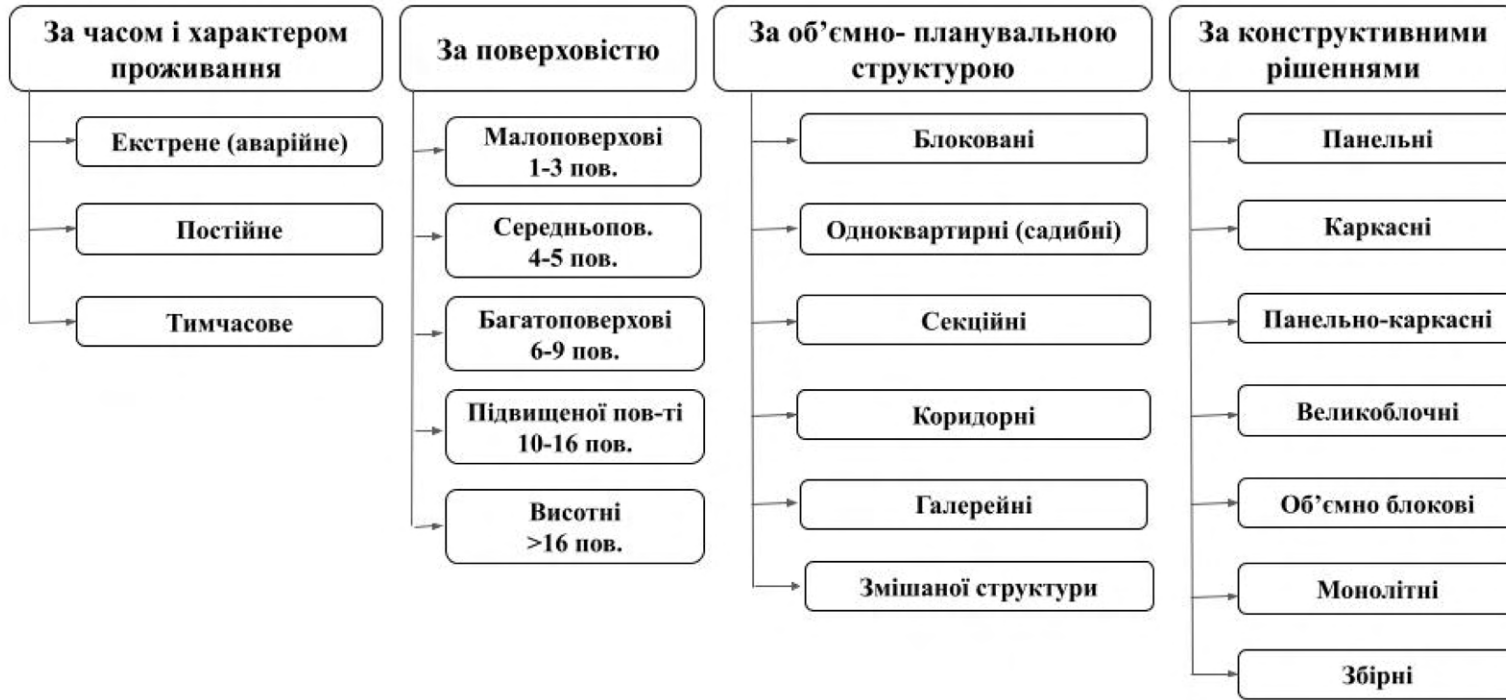 За часом і характером
проживання
Екстрене (аварійне)
Постійне
Тимчасове
За поверховістю
Малоповерхові
1-3 пов.
Середньопов.
4-5 пов.
Багатоповерхові
6-9 пов.
Підвищеної пов-ті
10-16 пов.
Висотні
>16 пов.
За об’ємно- планувальною
структурою
Блоковані
Одноквартирні (садибні)
Секційні
Коридорні
Галерейні
Змішаної структури
За конструктивними
рішеннями
Панельні
Каркасні
Панельно-каркасні
Великоблочні
Об’ємно блокові
Монолітні
Збірні